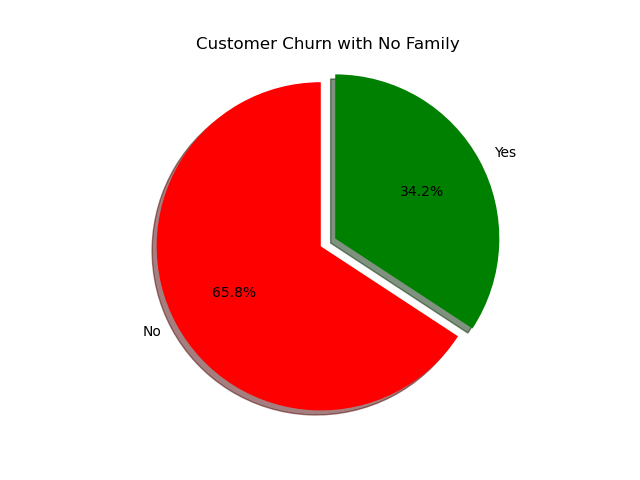 Customer Churn with No Family
Yes
34.2%
65.8%
No